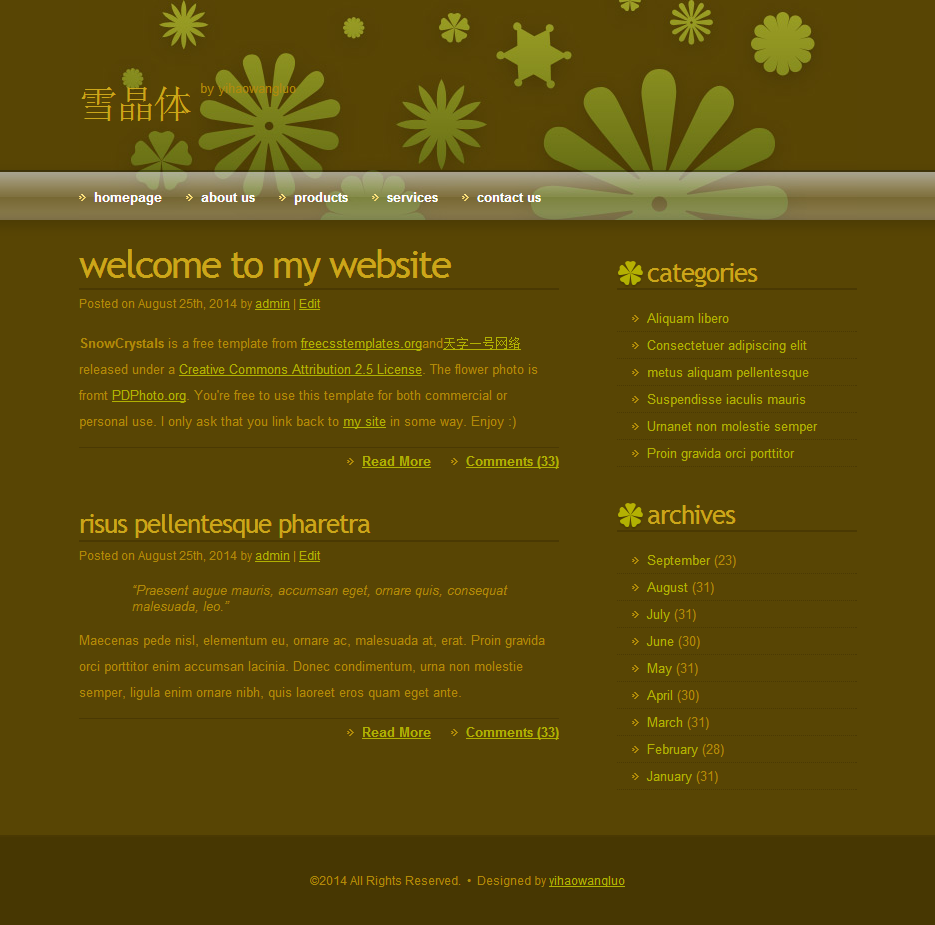 雪晶体 by yihaowangluo
homepage about us products services contact us
welcome to my website
Posted on August 25th, 2014 by admin | Edit
SnowCrystals is a free template from freecsstemplates.organd天字一号网络
released under a Creative Commons Attribution 2.5 License. The flower photo is
fromt PDPhoto.org. You're free to use this template for both commercial or
personal use. I only ask that you link back to my site in some way. Enjoy :)
Read More Comments (33)
risus pellentesque pharetra
Posted on August 25th, 2014 by admin | Edit
“Praesent augue mauris, accumsan eget, ornare quis, consequat
malesuada, leo.”
Maecenas pede nisl, elementum eu, ornare ac, malesuada at, erat. Proin gravida
orci porttitor enim accumsan lacinia. Donec condimentum, urna non molestie
semper, ligula enim ornare nibh, quis laoreet eros quam eget ante.
Read More Comments (33)
categories
Aliquam libero
Consectetuer adipiscing elit
metus aliquam pellentesque
Suspendisse iaculis mauris
Urnanet non molestie semper
Proin gravida orci porttitor
archives
September (23)
August (31)
July (31)
June (30)
May (31)
April (30)
March (31)
February (28)
January (31)
©2014 All Rights Reserved. • Designed by yihaowangluo